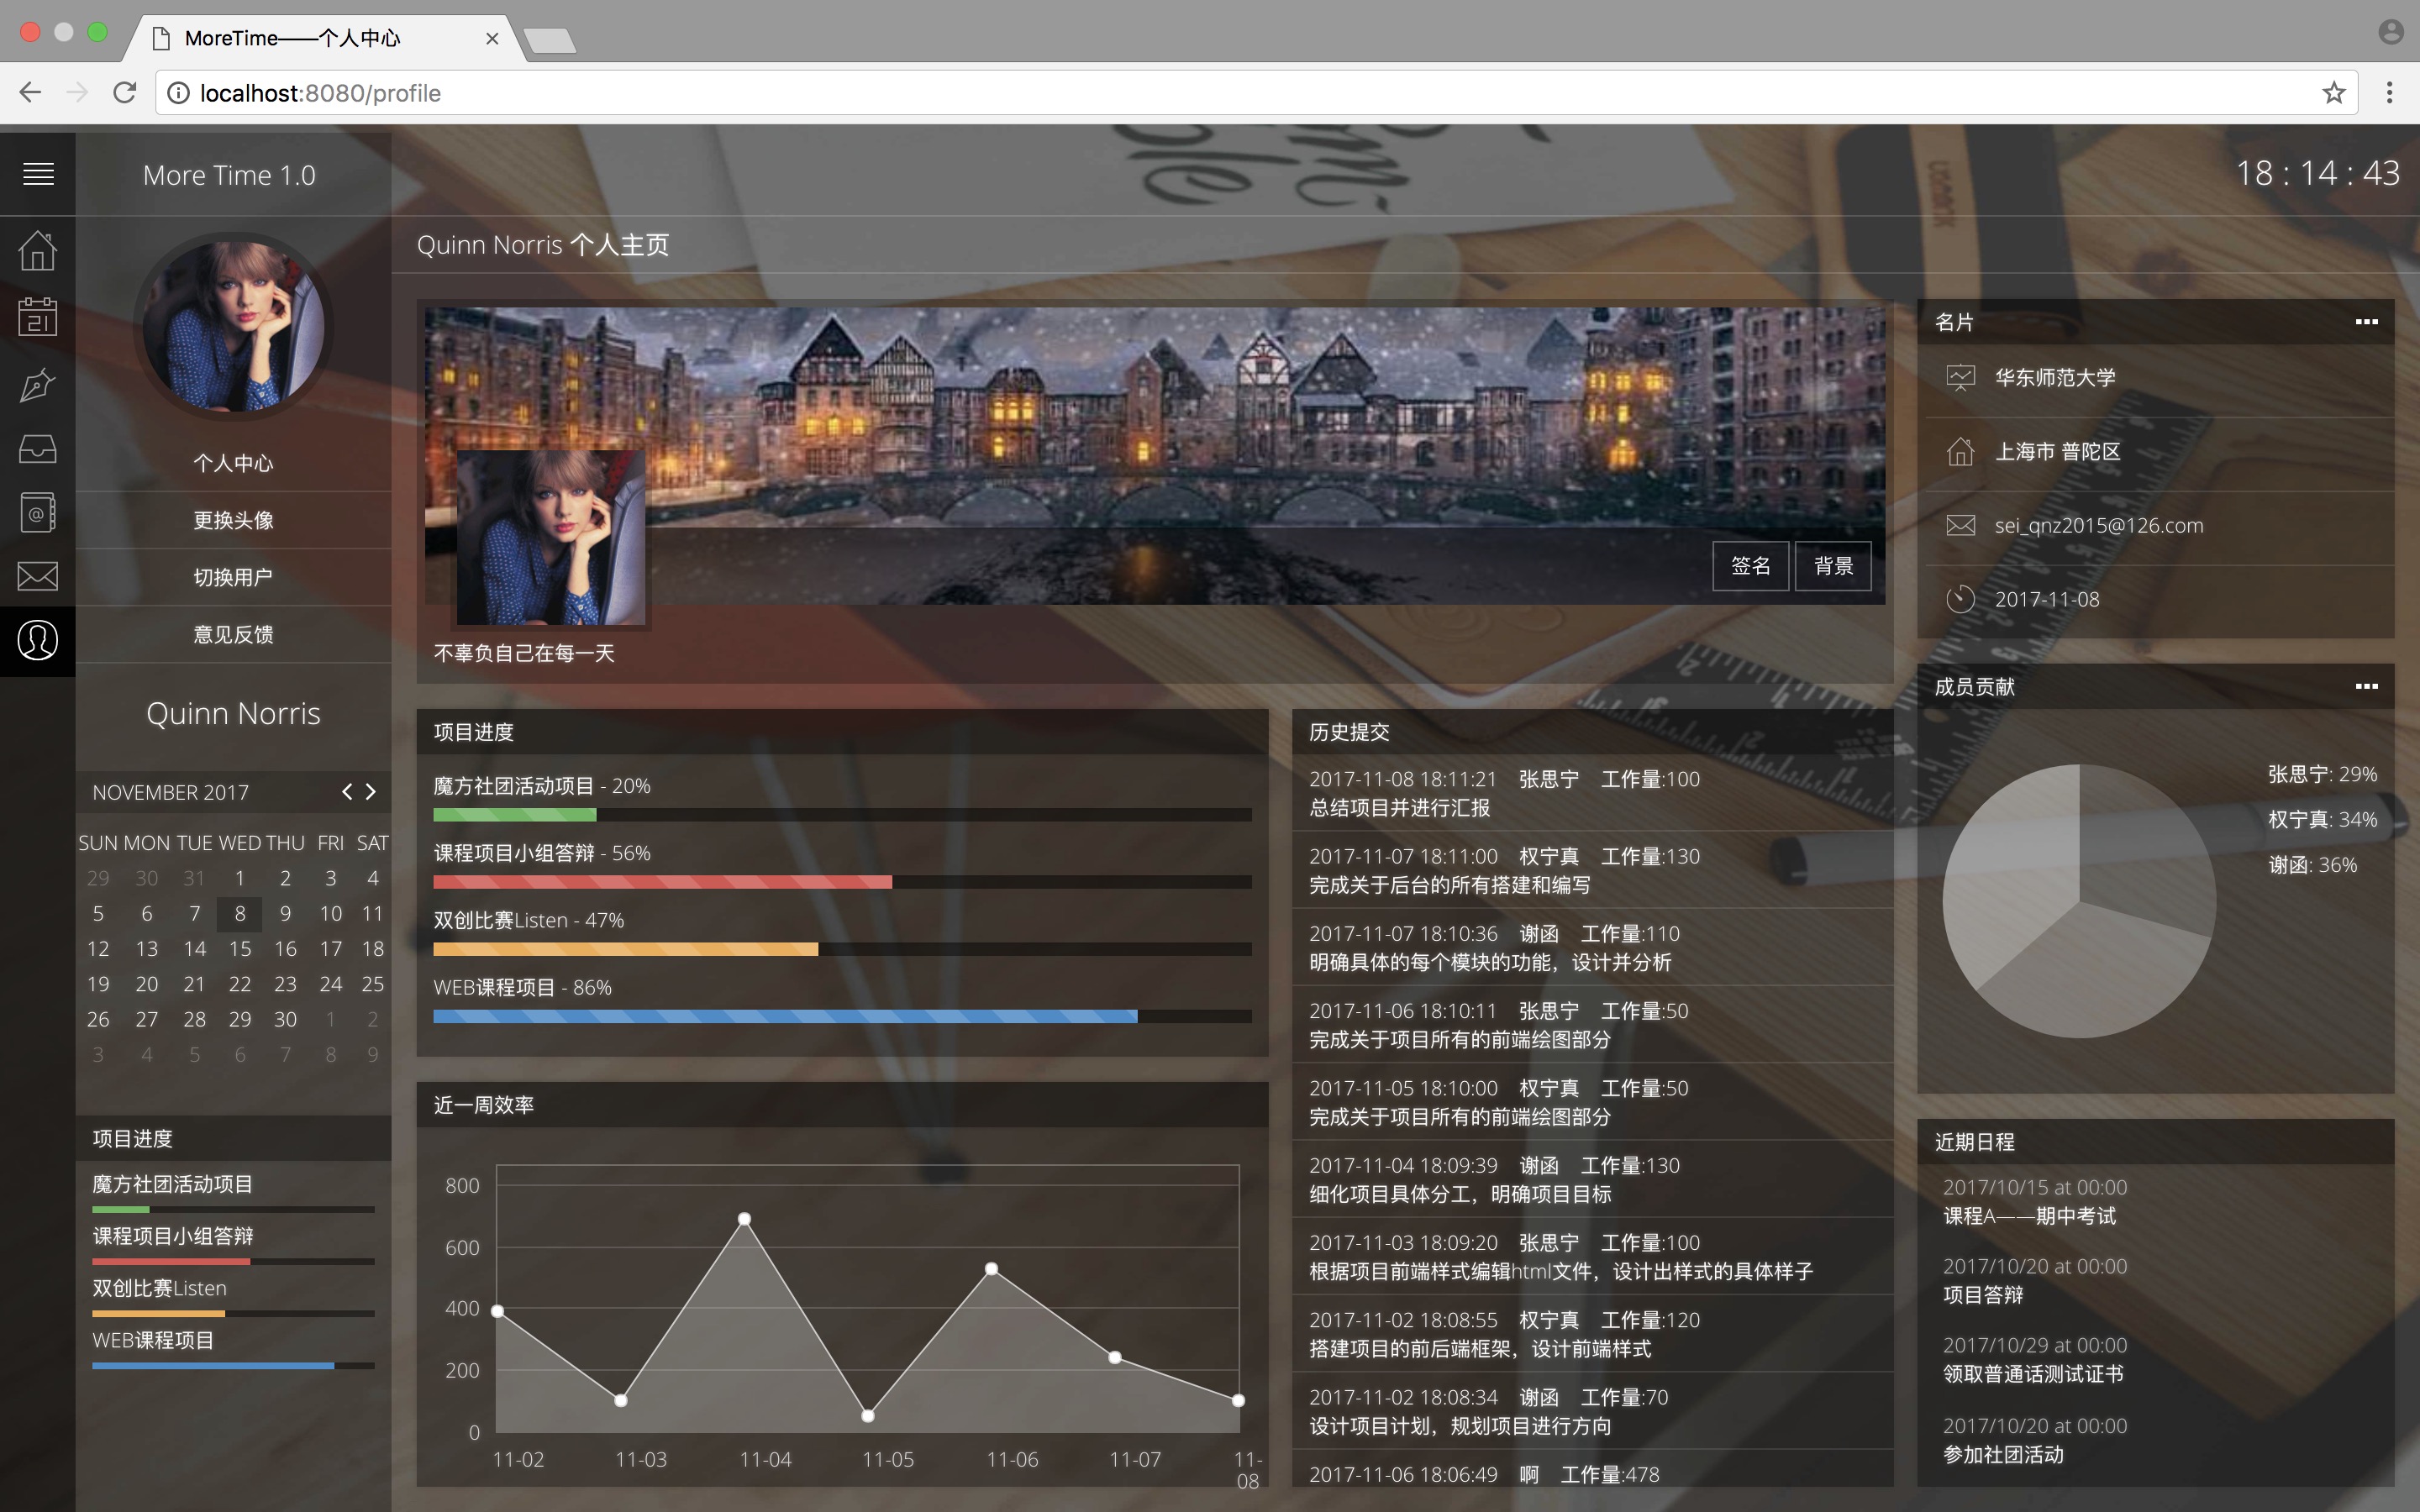 MoreTime——个人中心
localhost:8080/profile
More Time 1.0
18 : 14 : 43
21
个人中心
更换头像
切换用户
意见反馈
Quinn Norris
NOVEMBER 2017
SUN MON TUE WED THU FRI SAT
29 30 31 1 2 3 4
5 6 7 8 9 10 11
12 13 14 15 16 17 18
19 20 21 22 23 24 25
26 27 28 29 30 1 2
3 4 5 6 7 8 9
项目进度
魔方社团活动项目
课程项目小组答辩
双创比赛Listen
WEB课程项目
Quinn Norris 个人主页
签名
背景
不辜负自己在每一天
项目进度
魔方社团活动项目 - 20%
课程项目小组答辩 - 56%
双创比赛Listen - 47%
WEB课程项目 - 86%
近一周效率
800
600
400
200
0
11-02 11-03 11-04 11-05 11-06 11-07 11-
08
历史提交
2017-11-08 18:11:21 张思宁 工作量:100
总结项目并进行汇报
2017-11-07 18:11:00 权宁真 工作量:130
完成关于后台的所有搭建和编写
2017-11-07 18:10:36 谢函 工作量:110
明确具体的每个模块的功能，设计并分析
2017-11-06 18:10:11 张思宁 工作量:50
完成关于项目所有的前端绘图部分
2017-11-05 18:10:00 权宁真 工作量:50
完成关于项目所有的前端绘图部分
2017-11-04 18:09:39 谢函 工作量:130
细化项目具体分工，明确项目目标
2017-11-03 18:09:20 张思宁 工作量:100
根据项目前端样式编辑html文件，设计出样式的具体样子
2017-11-02 18:08:55 权宁真 工作量:120
搭建项目的前后端框架，设计前端样式
2017-11-02 18:08:34 谢函 工作量:70
设计项目计划，规划项目进行方向
2017-11-06 18:06:49 啊 工作量:478
名片
华东师范大学
上海市 普陀区
sei_qnz2015@126.com
2017-11-08
成员贡献
张思宁: 29%
权宁真: 34%
谢函: 36%
近期日程
2017/10/15 at 00:00
课程A——期中考试
2017/10/20 at 00:00
项目答辩
2017/10/29 at 00:00
领取普通话测试证书
2017/10/20 at 00:00
参加社团活动